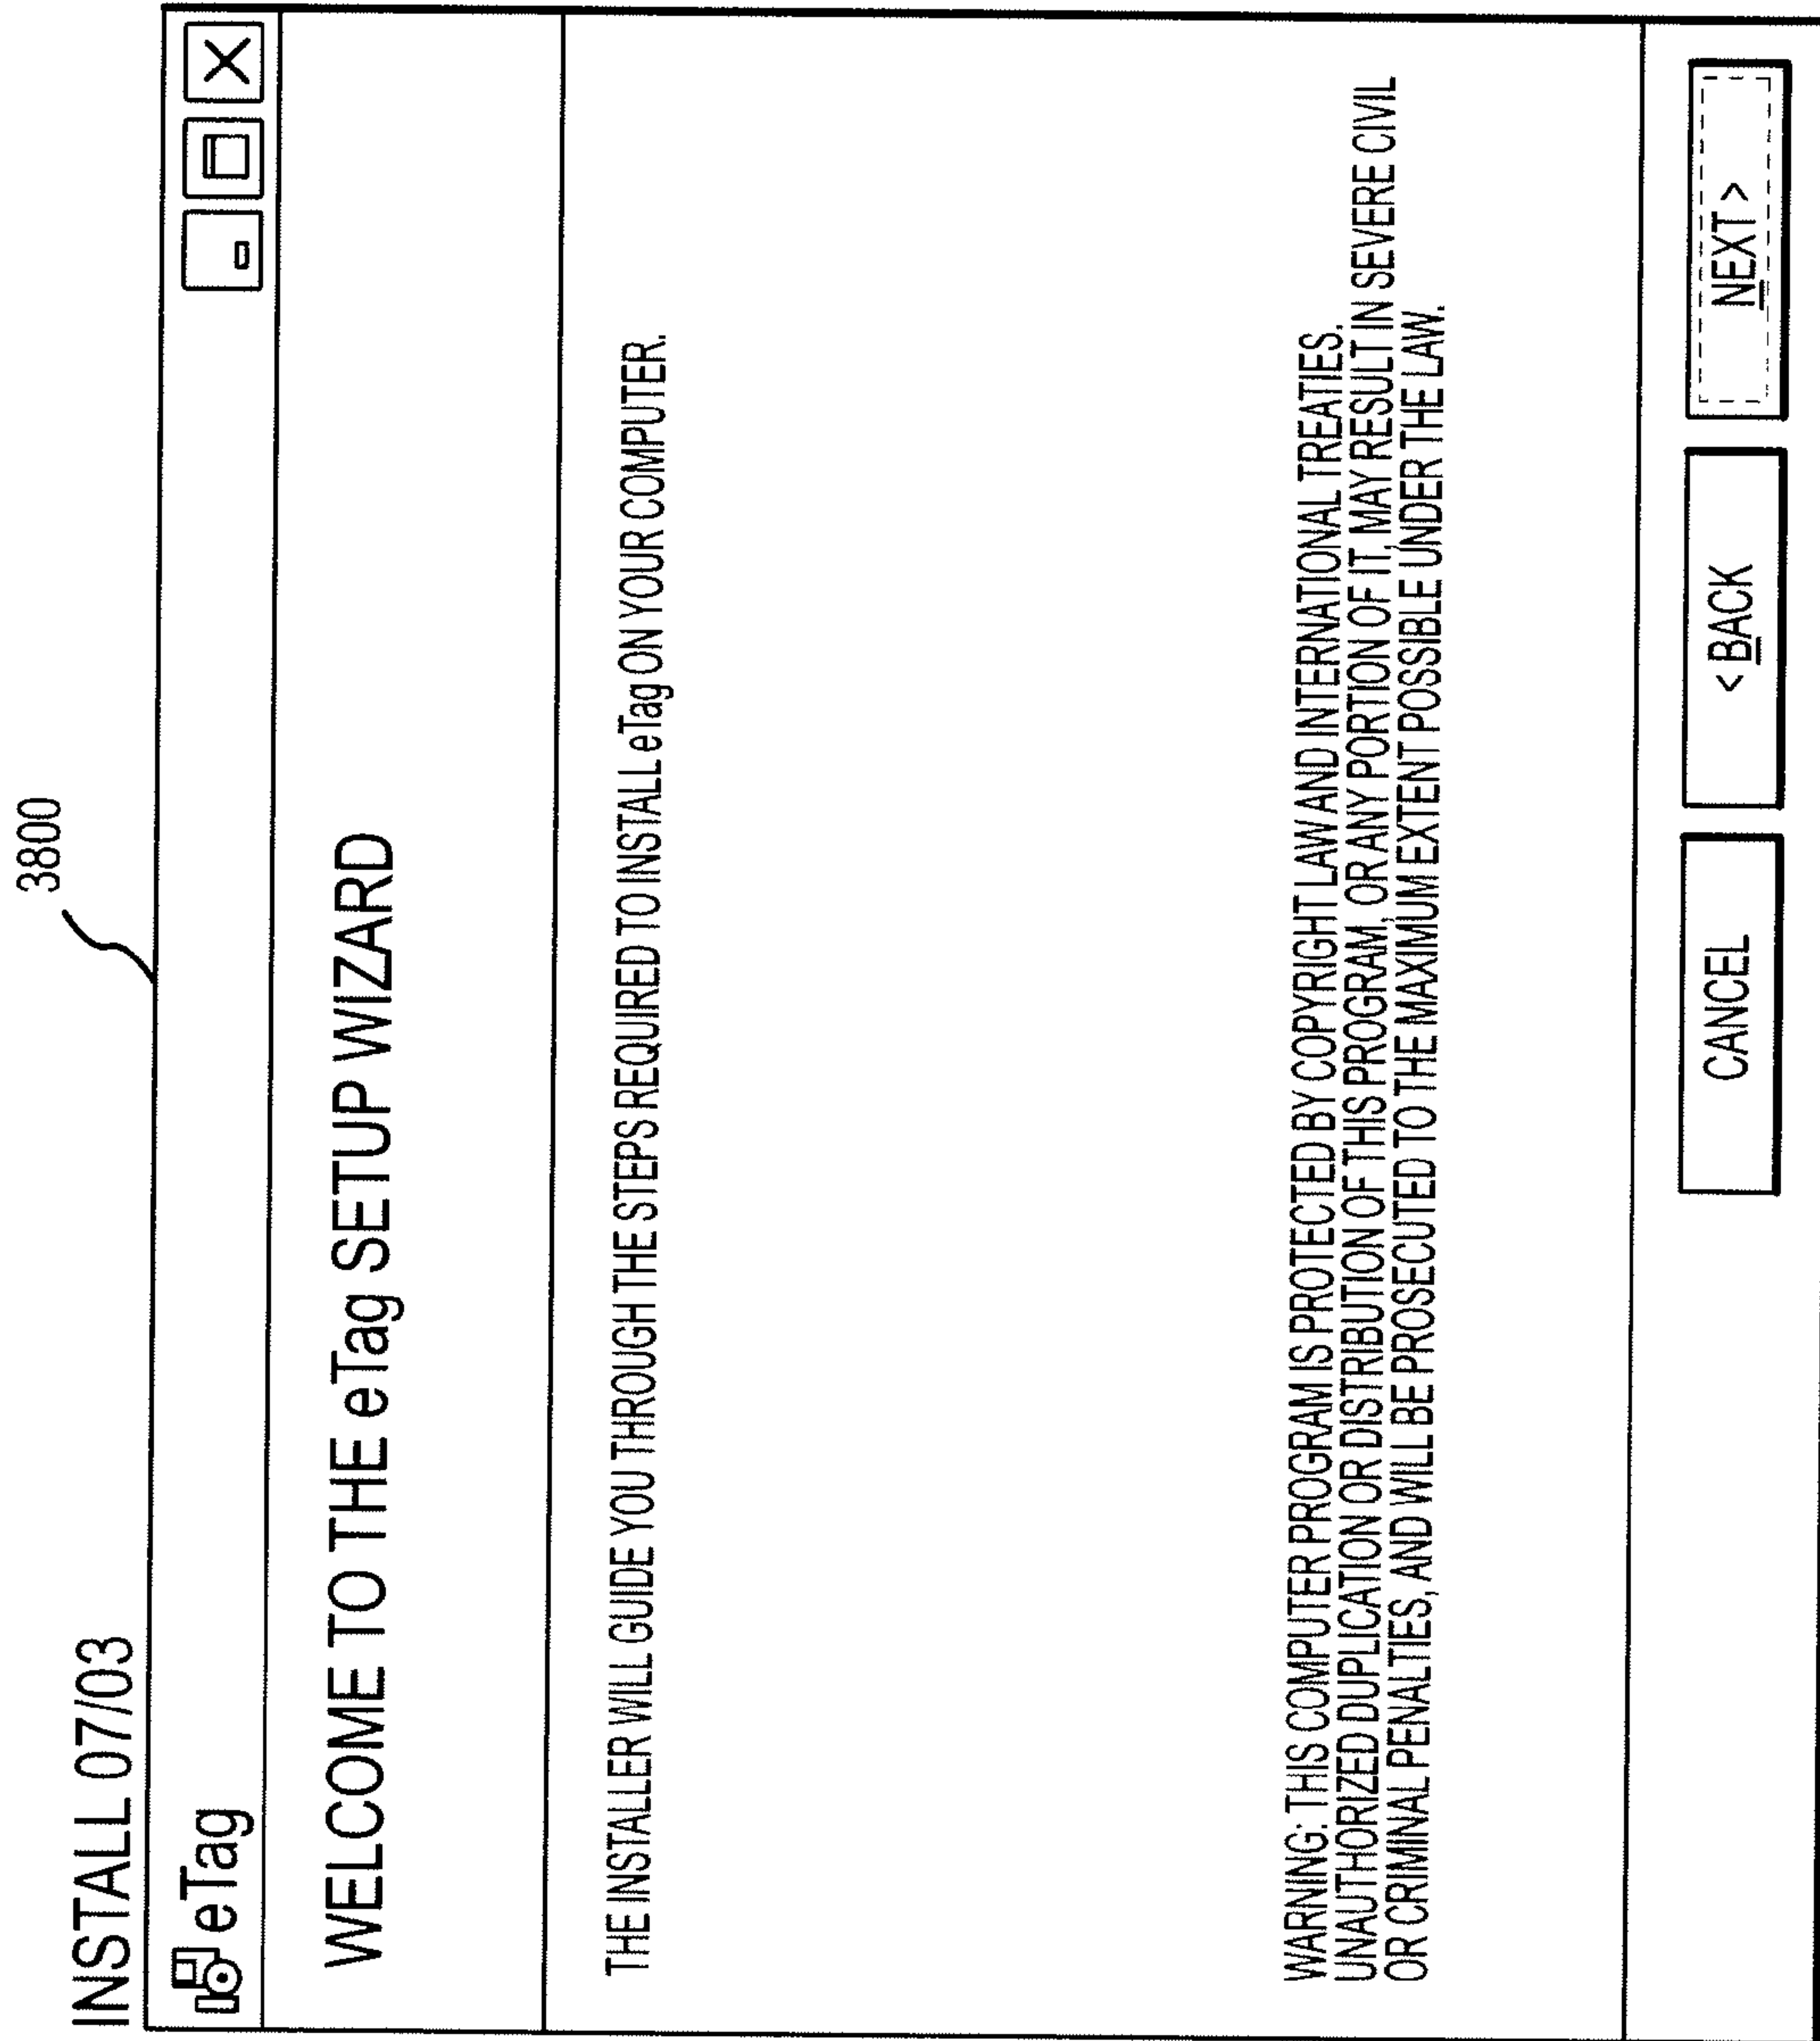 3800
INSTALL 07/03
eTag
WELCOME TO THE eTag SETUP WIZARD
THE INSTALLER WILL GUIDE YOU THROUGH THE STEPS REQUIRED TO INSTALL eTag ON YOUR COMPUTER.
WARNING: THIS COMPUTER PROGRAM IS PROTECTED BY COPYRIGHT LAW AND INTERNATIONAL TREATIES.
UNAUTHORIZED DUPLICATION OR DISTRIBUTION OF THIS PROGRAM, OR ANY PORTION OF IT, MAY RESULT IN SEVERE CIVIL
OR CRIMINAL PENALTIES, AND WILL BE PROSECUTED TO THE MAXIMUM EXTENT POSSIBLE UNDER THE LAW.
CANCEL
< BACK
NEXT >